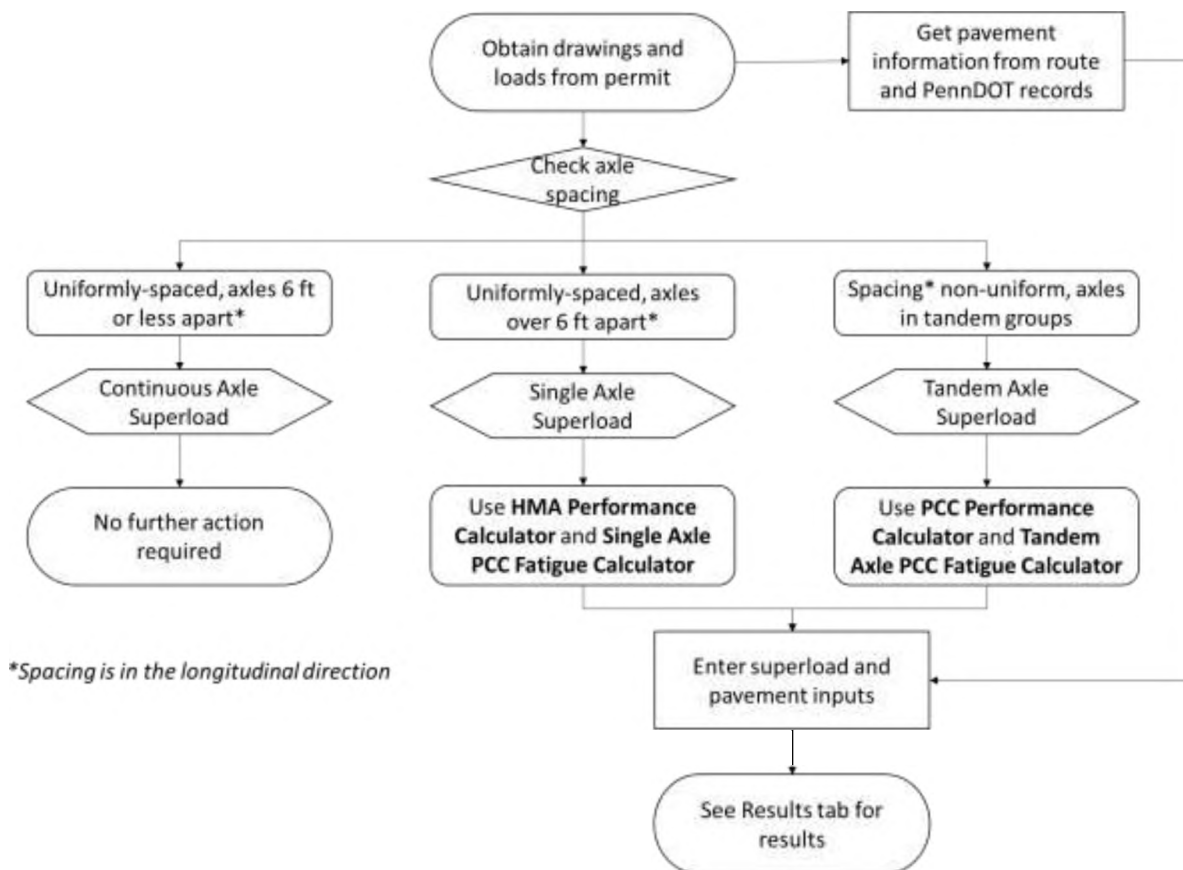 Obtain drawings and
loads from permit
Get pavement
information from route
and PennDOT records
Check axle
spacing
Uniformly-spaced, axles 6 ft
or less apart*
Uniformly-spaced, axles
over 6 ft apart*
Spacing* non-uniform, axles
in tandem groups
Continuous Axle
Superload
Single Axle
Superload
Tandem Axle
Superload
No further action
required
Use HMA Performance
Calculator and Single Axle
PCC Fatigue Calculator
Use PCC Performance
Calculator and Tandem
Axle PCC Fatigue Calculator
*Spacing is in the longitudinal direction
Enter superload and
pavement inputs
See Results tab for
results